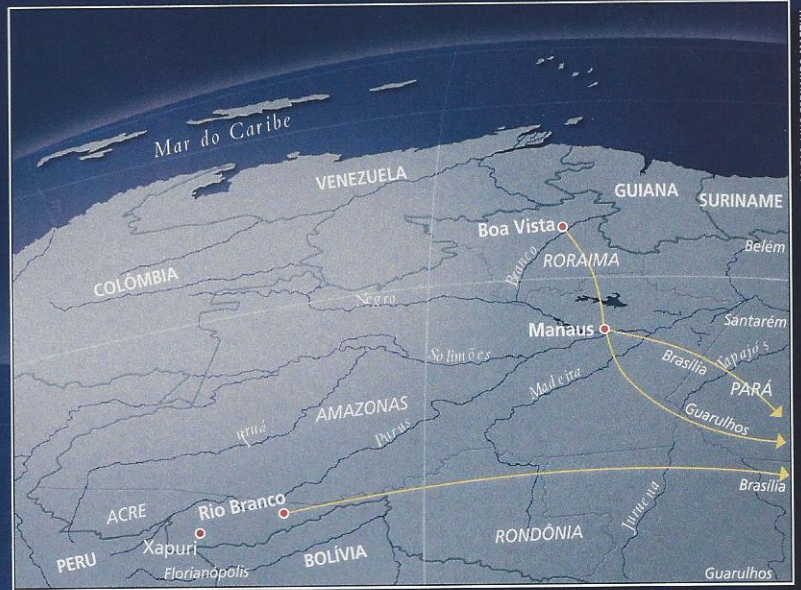 Mar do Caribe
VENEZUELA
GUIANA
SURINAME
Boa Vista
Belém
Branco
RORAIMA
COLÔMBIA
Negro
Manaus
Santarém
Solimões
Brasília
Tapajós
Madeira
PARÁ
AMAZONAS
Guarulhos
Juruá
Purus
Brasília
ACRE
Rio Branco
Juruena
RONDÔNIA
Xapuri
PERU
BOLÍVIA
Florianópolis
Guarulhos